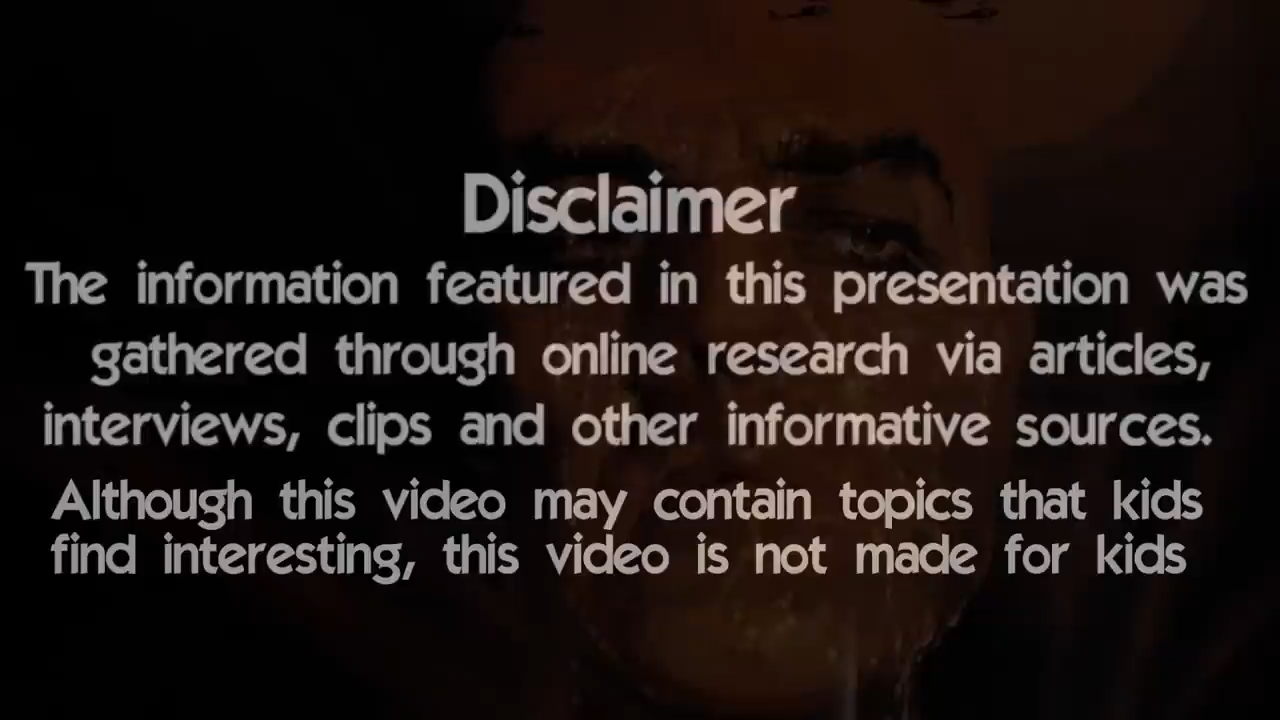 Disclaimer
The information featured in this presentation was
gathered through online research via articles,
interviews, clips and other informative sources.
Although this video may contain topics that kids
find interesting, this video is not made for kids